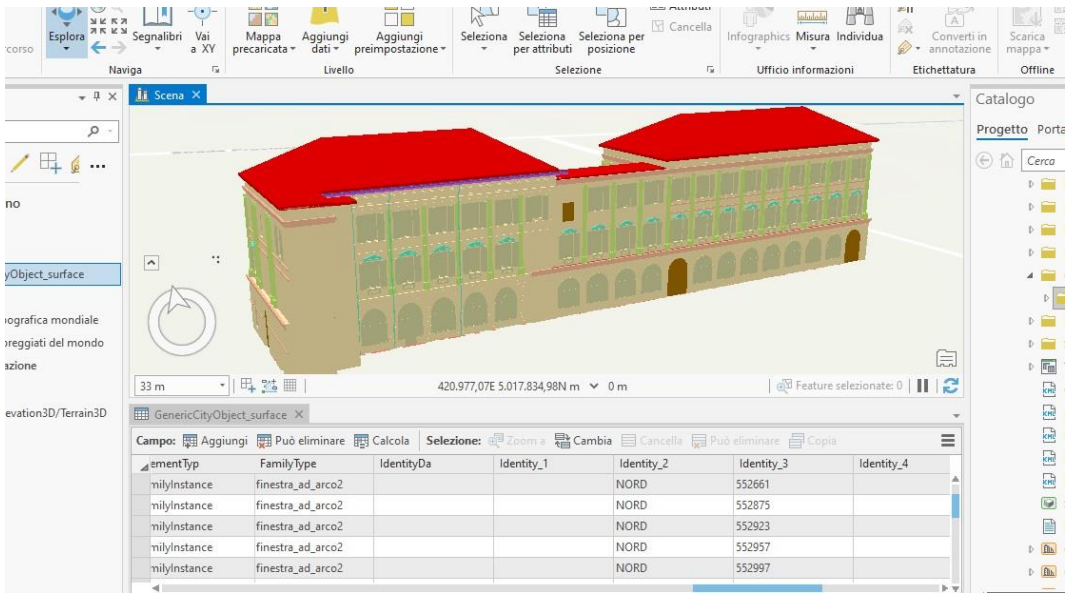 Esplora
Segnalibri
Vai
a XY
Mappa
precaricata
Aggiungi
dati
Aggiungi
preimpostazione
Seleziona
Seleziona
per attributi
Seleziona per
posizione
Attributi
Cancella
Infographics
Misura
Individua
Converti in
annotazione
Scarica
mappa
Naviga
Livello
Selezione
Ufficio informazioni
Etichettatura
Offline
Scena
Catalogo
Progetto
Cerca
yObject_surface
ografica mondiale
reggiati del mondo
azione
evation3D/Terrain3D
33 m
420.977,07E 5.017.834,98N m
0 m
Feature selezionate: 0
GenericCityObject_surface
Campo: Aggiungi Può eliminare Calcola Selezione: Zoom a Cambia Cancella Può eliminare Copia
ementTyp FamilyType IdentityDa Identity_1 Identity_2 Identity_3 Identity_4
milyInstance finestra_ad_arco2 NORD 552661
milyInstance finestra_ad_arco2 NORD 552875
milyInstance finestra_ad_arco2 NORD 552923
milyInstance finestra_ad_arco2 NORD 552957
milyInstance finestra_ad_arco2 NORD 552997